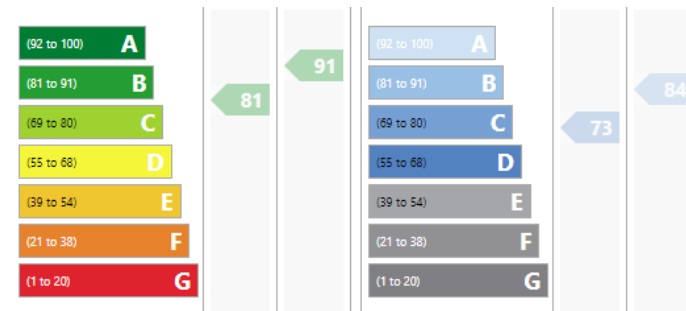 (92 to 100) A
(81 to 91) B
(69 to 80) C
(55 to 68) D
(39 to 54) E
(21 to 38) F
(1 to 20) G
81
91
(92 to 100) A
(81 to 91) B
(69 to 80) C
(55 to 68) D
(39 to 54) E
(21 to 38) F
(1 to 20) G
73
84